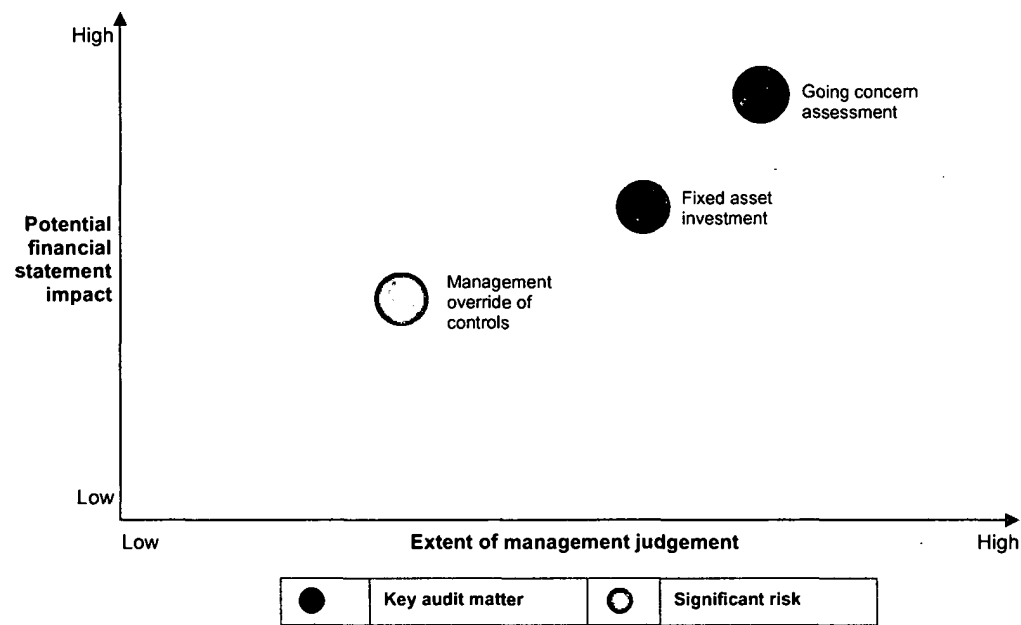 High
Going concern
assessment
Fixed asset
investment
Potential
financial
statement
impact
Management
override of
controls
Low
Low
Extent of management judgement
High
Key audit matter
Significant risk